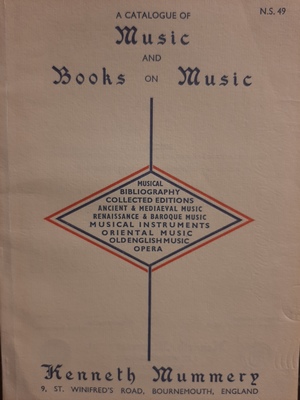 A CATALOGUE OF
N.S. 49
Music
AND
Books ON Music
MUSICAL
BIBLIOGRAPHY
COLLECTED EDITIONS
ANCIENT & MEDIAEVAL MUSIC
RENAISSANCE & BAROQUE MUSIC
MUSICAL INSTRUMENTS
ORIENTAL MUSIC
OLD ENGLISH MUSIC
OPERA
Kenneth Mummery
9, ST. WINIFRED'S ROAD, BOURNEMOUTH, ENGLAND